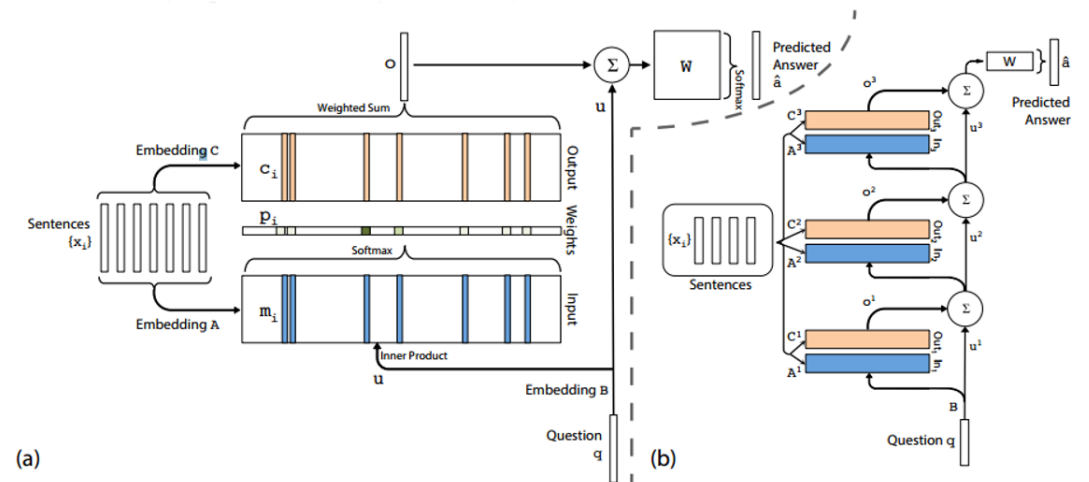 o
Weighted Sum
Σ
u
W
Softmax
Predicted
Answer
â
Embedding C
c_i
Output
Sentences
{x_i}
p_i
Weights
Softmax
Embedding A
m_i
Input
Inner Product
u
Embedding B
Question
q
(a)
W
â
Predicted
Answer
Σ
o³
u³
C³
A³
Out₃
In₃
Σ
o²
u²
C²
A²
Out₂
In₂
{x_i}
Sentences
Σ
o¹
u¹
C¹
A¹
Out₁
In₁
B
Question q
(b)